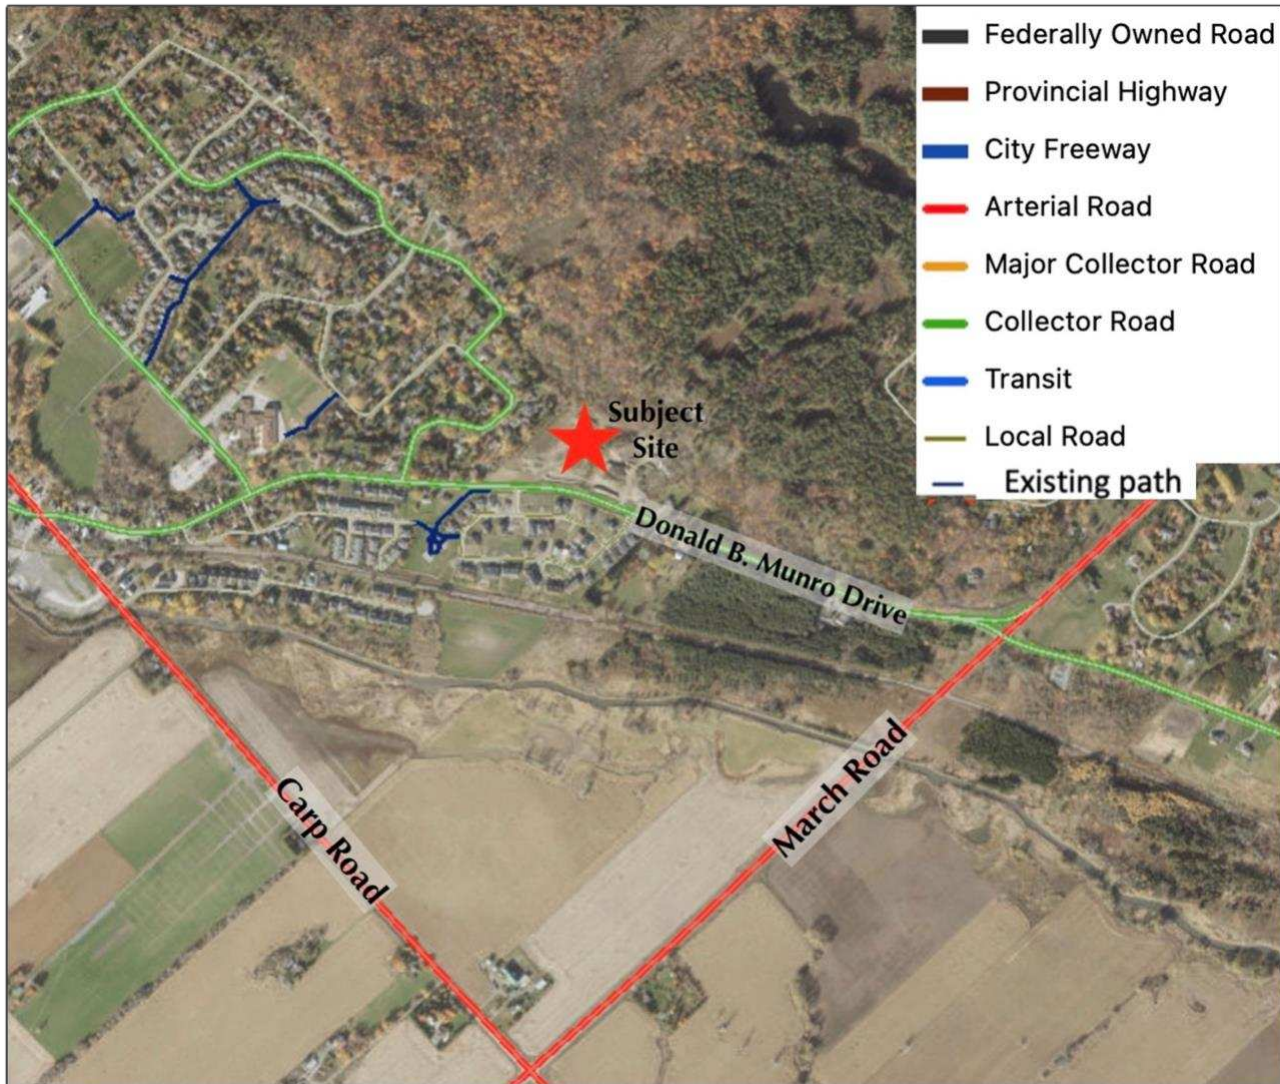 Federally Owned Road
Provincial Highway
City Freeway
Arterial Road
Major Collector Road
Collector Road
Transit
Local Road
Existing path
Subject
Site
Donald B. Munro Drive
March Road
Carp Road